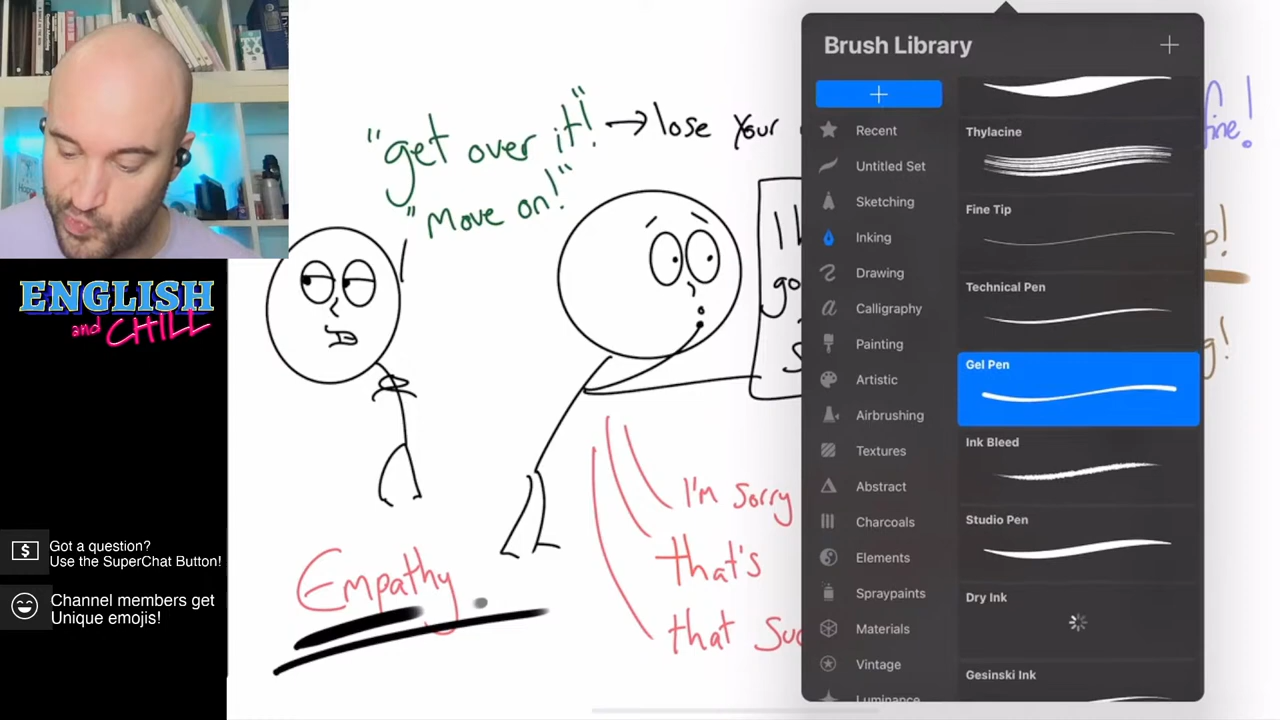 Brush Library
Recent
Untitled Set
Sketching
Inking
Drawing
Calligraphy
Painting
Artistic
Airbrushing
Textures
Abstract
Charcoals
Elements
Spraypaints
Materials
Vintage
Luminance
Thylacine
Fine Tip
Technical Pen
Gel Pen
Ink Bleed
Studio Pen
Dry Ink
Gesinski Ink
"get over it!" → lose your
"Move on!"
I'm sorry
that's
that
Empathy
ENGLISH
and CHILL
Got a question?
Use the SuperChat Button!
Channel members get
Unique emojis!